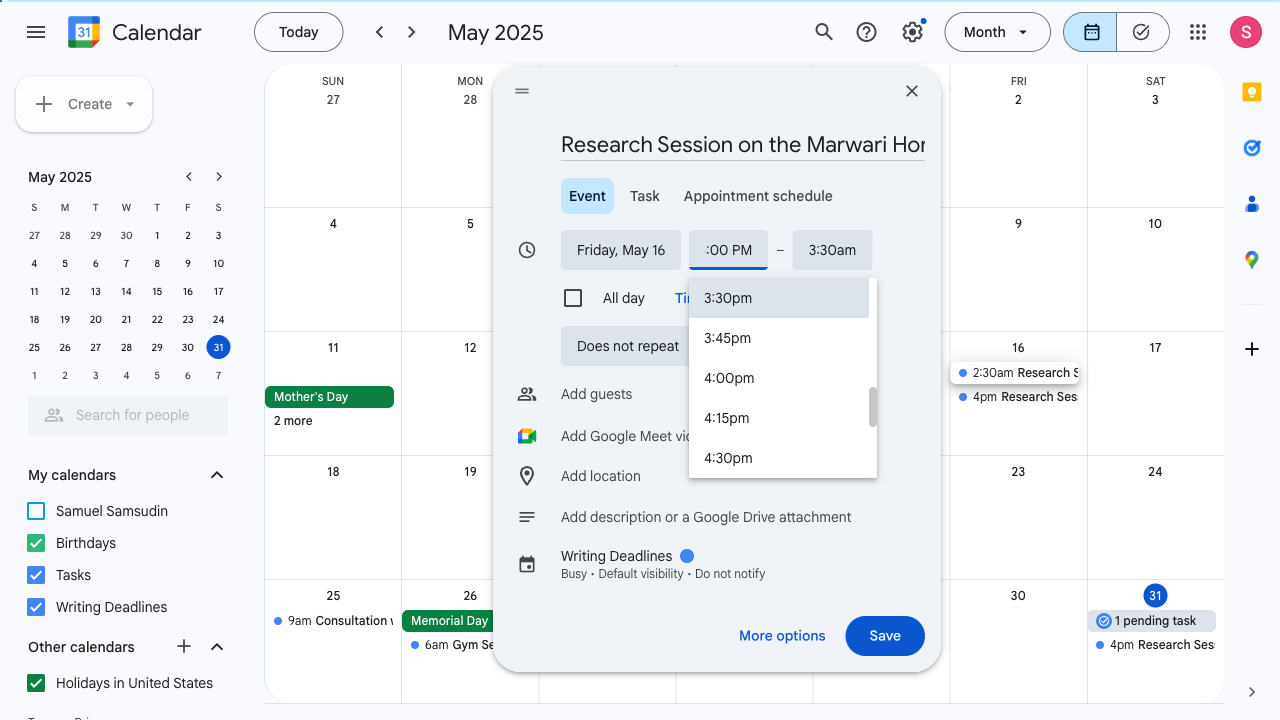 31 Calendar Today May 2025 Month S
Create
May 2025
S M T W T F S
27 28 29 30 1 2 3
4 5 6 7 8 9 10
11 12 13 14 15 16 17
18 19 20 21 22 23 24
25 26 27 28 29 30 31
1 2 3 4 5 6 7
Search for people
My calendars
Samuel Samsudin
Birthdays
Tasks
Writing Deadlines
Other calendars
Holidays in United States
SUN MON FRI SAT
27 28 2 3
4 5 9 10
11 12 16 17
Mother's Day
2 more
2:30am Research S
4pm Research Ses
18 19 23 24
25 26 30 31
9am Consultation
Memorial Day
6am Gym Se
1 pending task
4pm Research Ses
Research Session on the Marwari Hor
Event Task Appointment schedule
Friday, May 16 :00 PM – 3:30am
All day
Does not repeat
3:30pm
3:45pm
4:00pm
4:15pm
4:30pm
Add guests
Add Google Meet
Add location
Add description or a Google Drive attachment
Writing Deadlines
Busy • Default visibility • Do not notify
More options Save